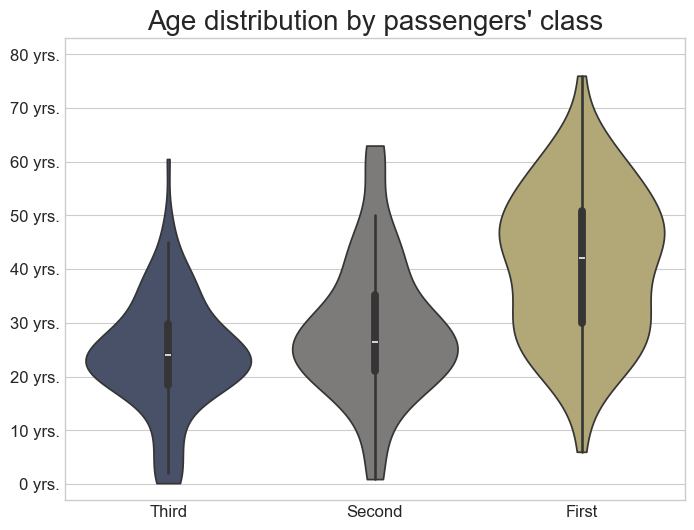 Age distribution by passengers' class
80 yrs.
70 yrs.
60 yrs.
50 yrs.
40 yrs.
30 yrs.
20 yrs.
10 yrs.
0 yrs.
Third Second First